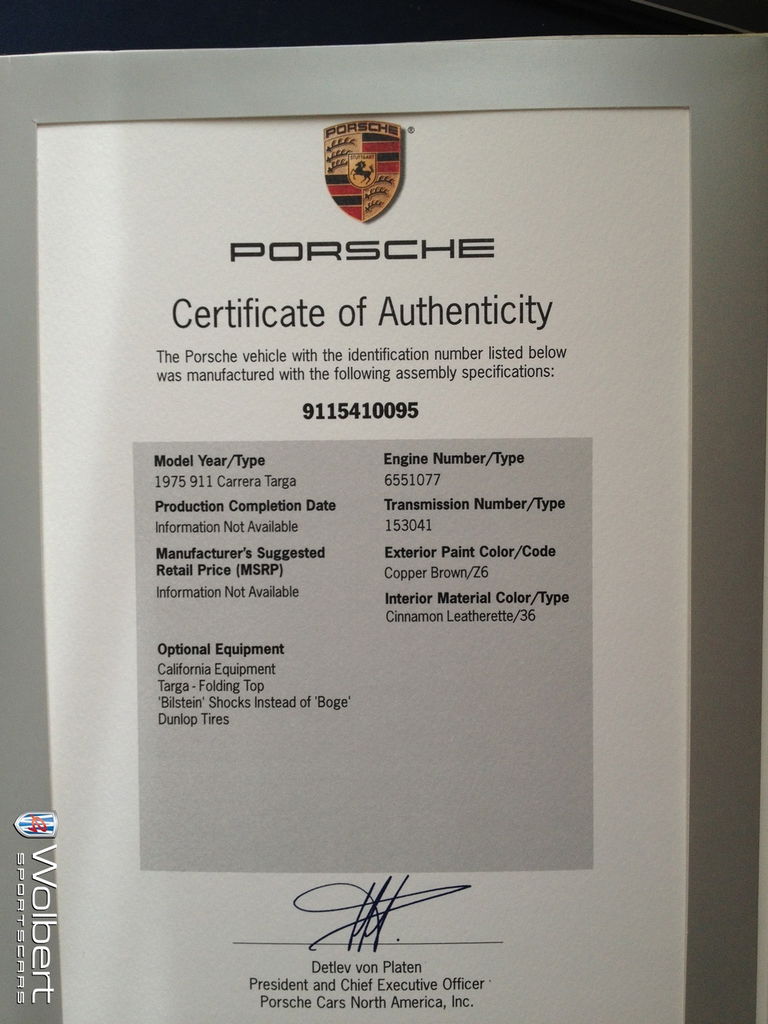 PORSCHE
STUTTGART
®
PORSCHE
Certificate of Authenticity
The Porsche vehicle with the identification number listed below
was manufactured with the following assembly specifications:
9115410095
Model Year/Type
1975 911 Carrera Targa
Production Completion Date
Information Not Available
Manufacturer's Suggested
Retail Price (MSRP)
Information Not Available
Engine Number/Type
6551077
Transmission Number/Type
153041
Exterior Paint Color/Code
Copper Brown/Z6
Interior Material Color/Type
Cinnamon Leatherette/36
Optional Equipment
California Equipment
Targa - Folding Top
'Bilstein' Shocks Instead of 'Boge'
Dunlop Tires
Detlev von Platen
President and Chief Executive Officer
Porsche Cars North America, Inc.
Wolbert
SPORTSCARS